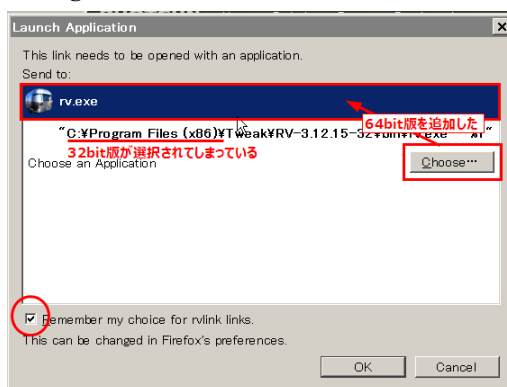 Launch Application
This link needs to be opened with an application.
Send to:
rv.exe
64bit版を追加した
"C:¥Program Files (x86)¥Tweak¥RV-3.12.15-32¥bin¥rv.exe"
32bit版が選択されてしまっている
Choose an Application
Choose...
Remember my choice for rvlink links.
This can be changed in Firefox's preferences.
OK
Cancel